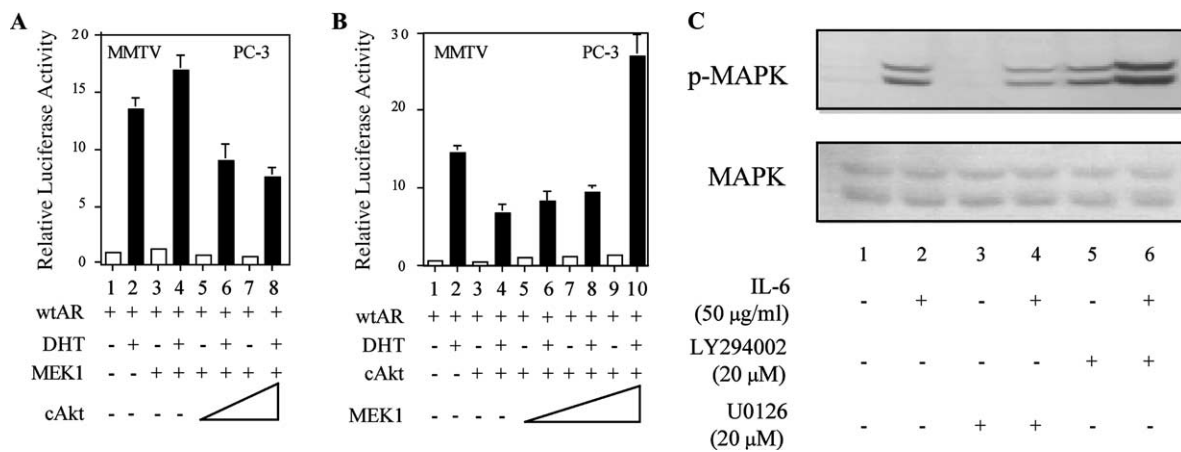 A
Relative Luciferase Activity
20
15
10
5
0
MMTV PC-3
1 2 3 4 5 6 7 8
wtAR + + + + + + + +
DHT - + - + - + - +
MEK1 - - + + + + + +
cAkt - - - -
B
Relative Luciferase Activity
30
20
10
0
MMTV PC-3
1 2 3 4 5 6 7 8 9 10
wtAR + + + + + + + + + +
DHT - + - + - + - + - +
cAkt - - + + + + + + + +
MEK1 - - - -
C
p-MAPK
MAPK
1 2 3 4 5 6
IL-6 - + - + - +
(50 μg/ml)
LY294002 - - - - + +
(20 μM)
U0126 - - + + - -
(20 μM)